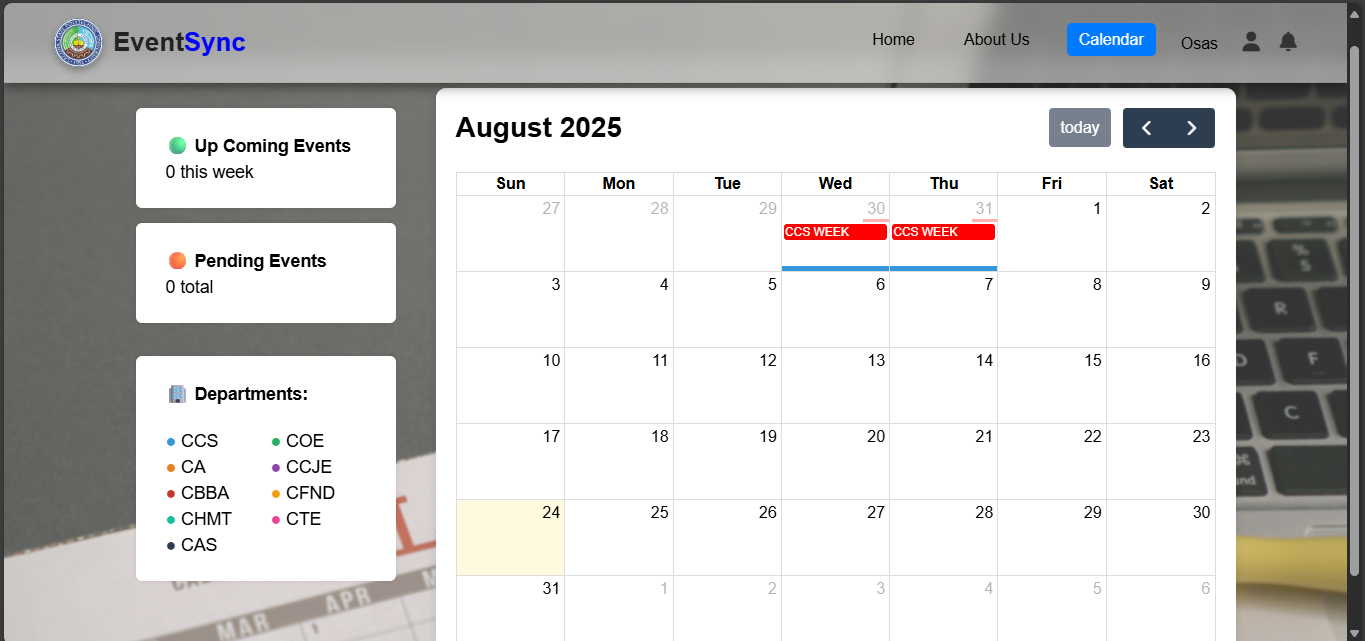 EventSync
Home About Us Calendar Osas
Up Coming Events
0 this week
Pending Events
0 total
Departments:
CCS COE
CA CCJE
CBBA CFND
CHMT CTE
CAS
August 2025
today
Sun Mon Tue Wed Thu Fri Sat
27 28 29 30 31 1 2
CCS WEEK CCS WEEK
3 4 5 6 7 8 9
10 11 12 13 14 15 16
17 18 19 20 21 22 23
24 25 26 27 28 29 30
31 1 2 3 4 5 6
MAR APR
% 5
R
F
C